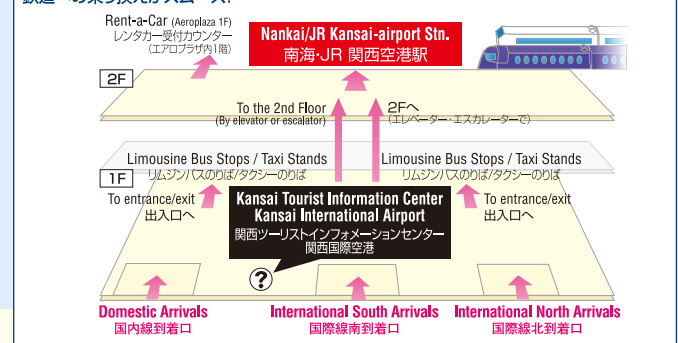 Rent-a-Car (Aeroplaza 1F)
レンタカー受付カウンター
(エアロプラザ内1階)
Nankai/JR Kansai-airport Stn.
南海・JR 関西空港駅
2F
To the 2nd Floor
(By elevator or escalator)
2Fへ
(エレベーター・エスカレーターで)
Limousine Bus Stops / Taxi Stands
リムジンバスのりば/タクシーのりば
Limousine Bus Stops / Taxi Stands
リムジンバスのりば/タクシーのりば
1F
To entrance/exit
出入口へ
Kansai Tourist Information Center
Kansai International Airport
関西ツーリストインフォメーションセンター
関西国際空港
To entrance/exit
出入口へ
?
Domestic Arrivals
国内線到着口
International South Arrivals
国際線南到着口
International North Arrivals
国際線北到着口